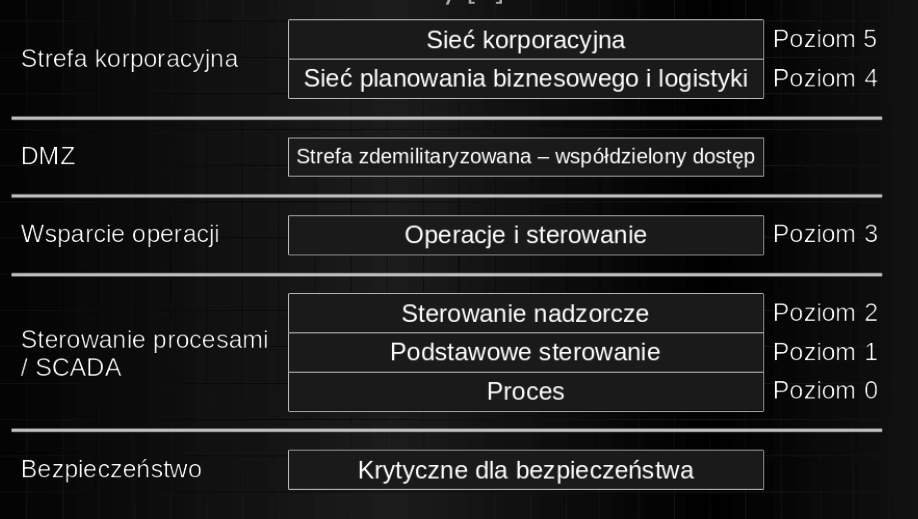 Sieć korporacyjna
Poziom 5
Strefa korporacyjna
Sieć planowania biznesowego i logistyki
Poziom 4
DMZ
Strefa zdemilitaryzowana – współdzielony dostęp
Wsparcie operacji
Operacje i sterowanie
Poziom 3
Sterowanie nadzorcze
Poziom 2
Sterowanie procesami
/ SCADA
Podstawowe sterowanie
Poziom 1
Proces
Poziom 0
Bezpieczeństwo
Krytyczne dla bezpieczeństwa